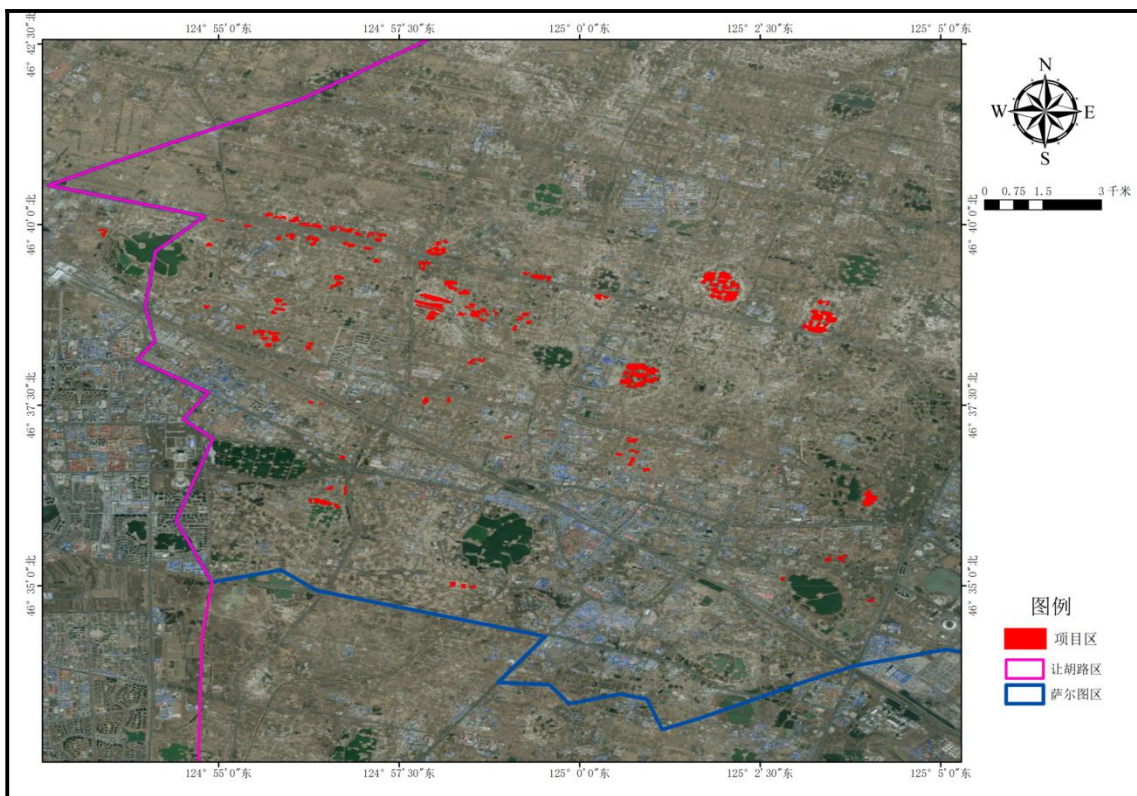 124° 55′ 0″东
124° 57′ 30″东
125° 0′ 0″东
125° 2′ 30″东
125° 5′ 0″东
46° 42′ 30″北
46° 40′ 0″北
46° 37′ 30″北
46° 35′ 0″北
46° 40′ 0″北
46° 37′ 30″北
46° 35′ 0″北
N
W E
S
0 0.75 1.5 3 千米
图例
项目区
让胡路区
萨尔图区
124° 55′ 0″东
124° 57′ 30″东
125° 0′ 0″东
125° 2′ 30″东
125° 5′ 0″东